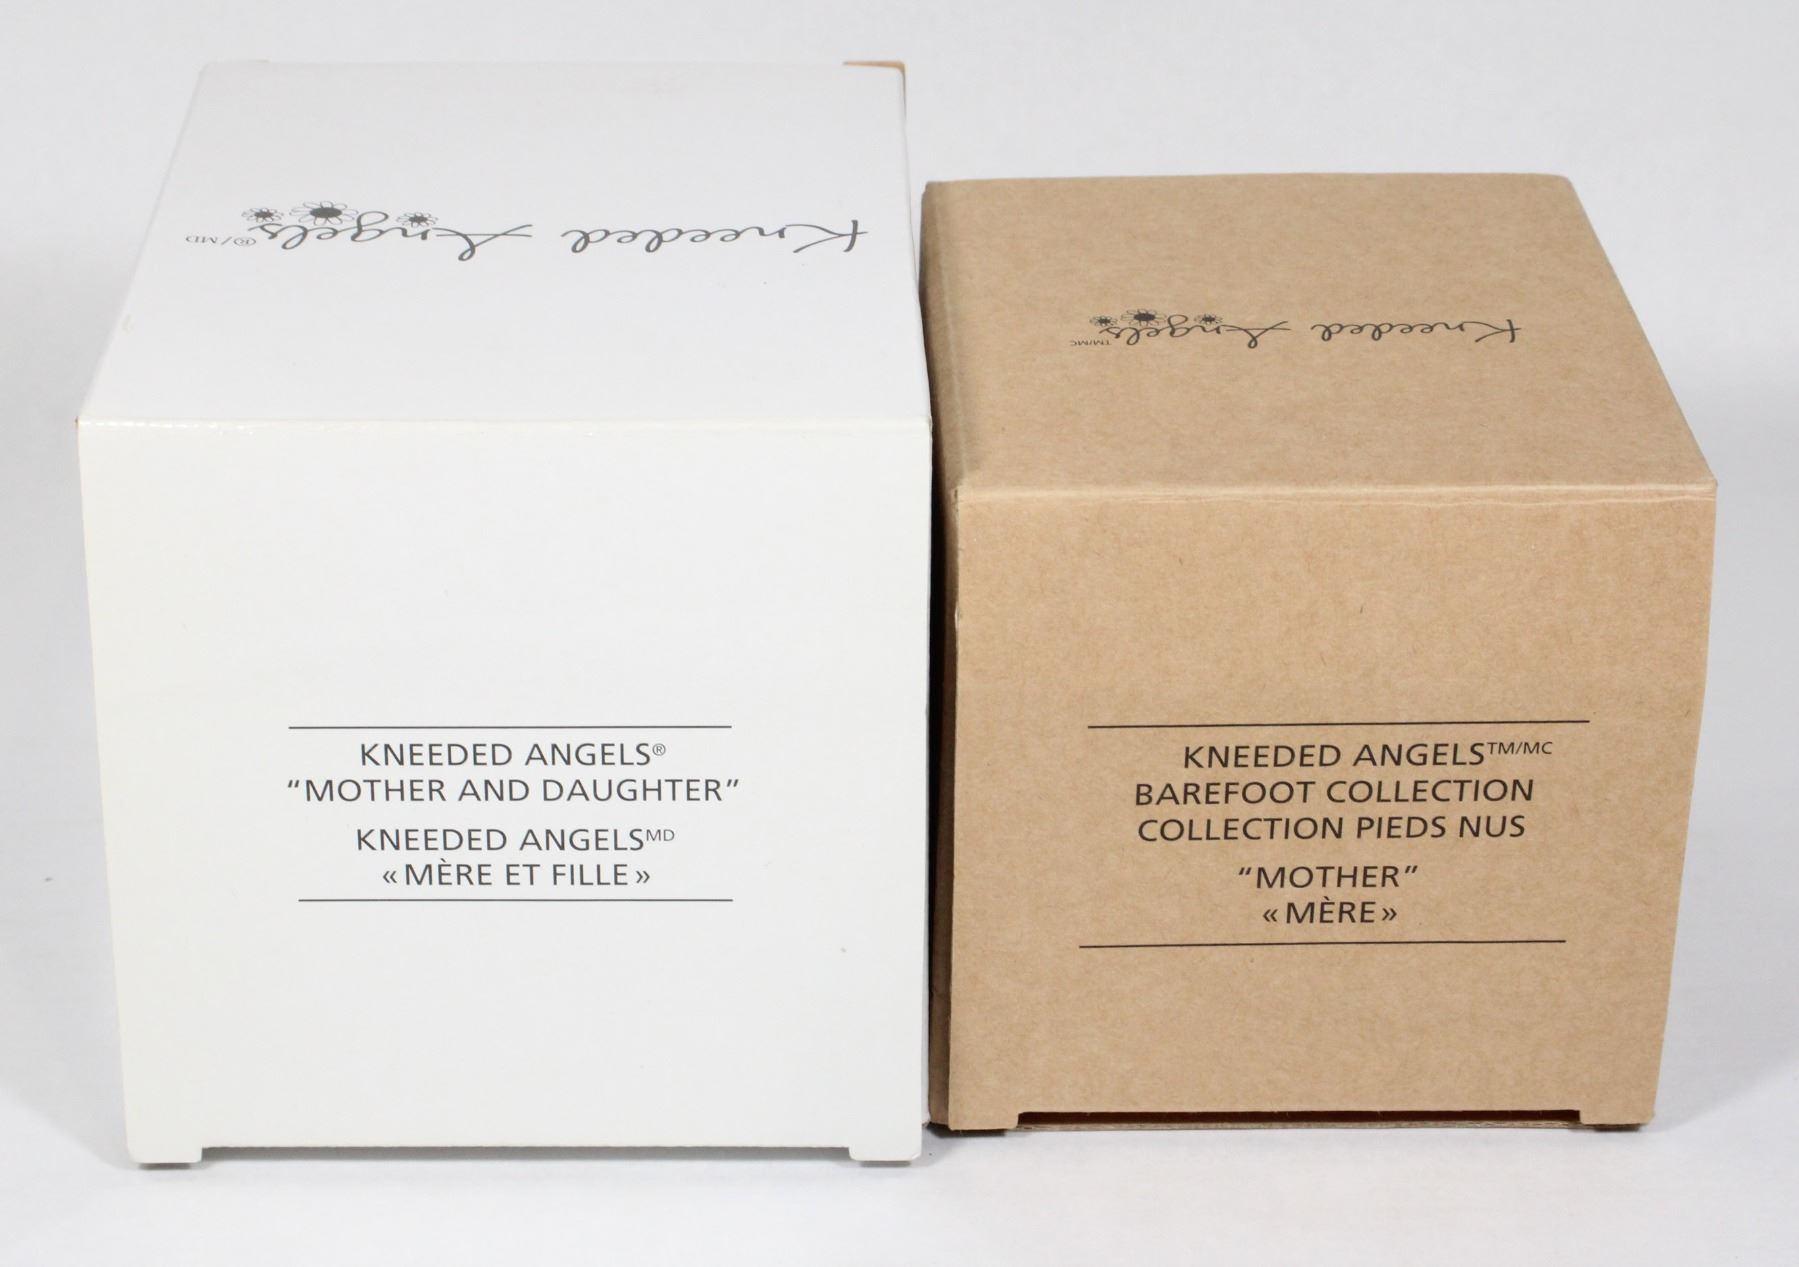 Kneeded Angels ®/MD
KNEEDED ANGELS®
“MOTHER AND DAUGHTER”
KNEEDED ANGELSMD
«MÈRE ET FILLE»
Kneeded Angels TM/MC
KNEEDED ANGELSTM/MC
BAREFOOT COLLECTION
COLLECTION PIEDS NUS
“MOTHER”
«MÈRE»